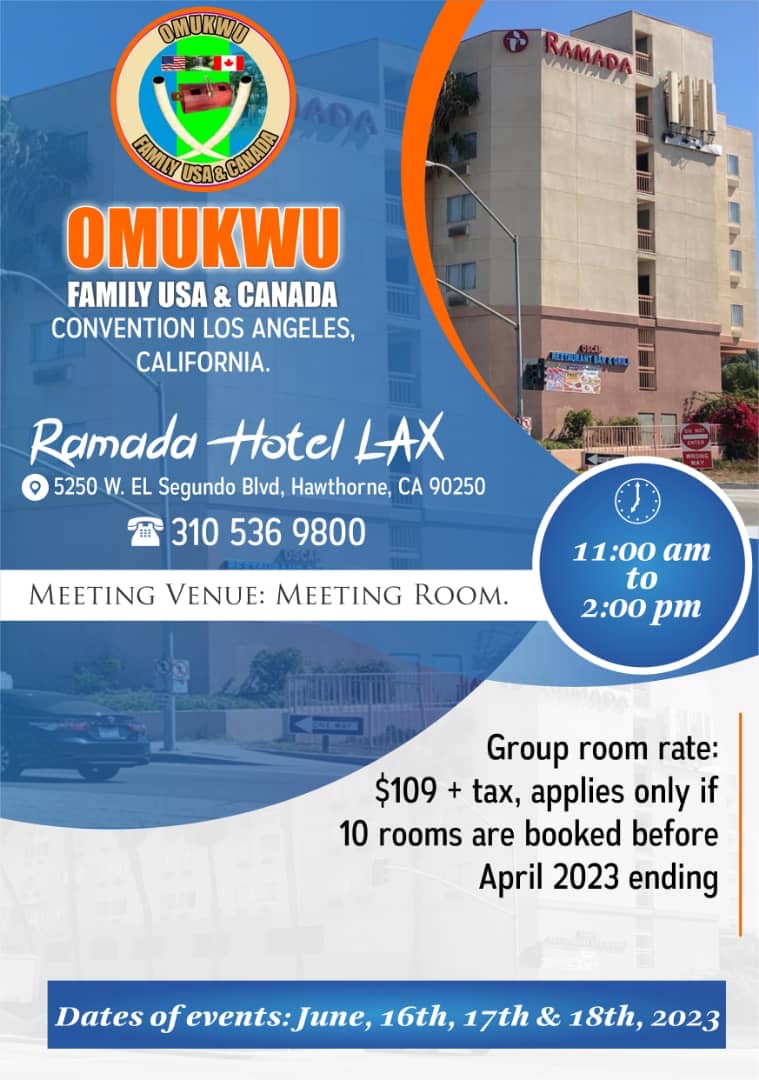 OMUKWU
FAMILY USA & CANADA
OMUKWU
FAMILY USA & CANADA
CONVENTION LOS ANGELES,
CALIFORNIA.
Ramada Hotel LAX
5250 W. EL Segundo Blvd, Hawthorne, CA 90250
310 536 9800
MEETING VENUE: MEETING ROOM.
RAMADA
OSCAR
RESTAURANT BAR & GRILL
DO NOT
ENTER
WRONG
WAY
11:00 am
to
2:00 pm
ONE WAY
Group room rate:
$109 + tax, applies only if
10 rooms are booked before
April 2023 ending
Dates of events: June, 16th, 17th & 18th, 2023